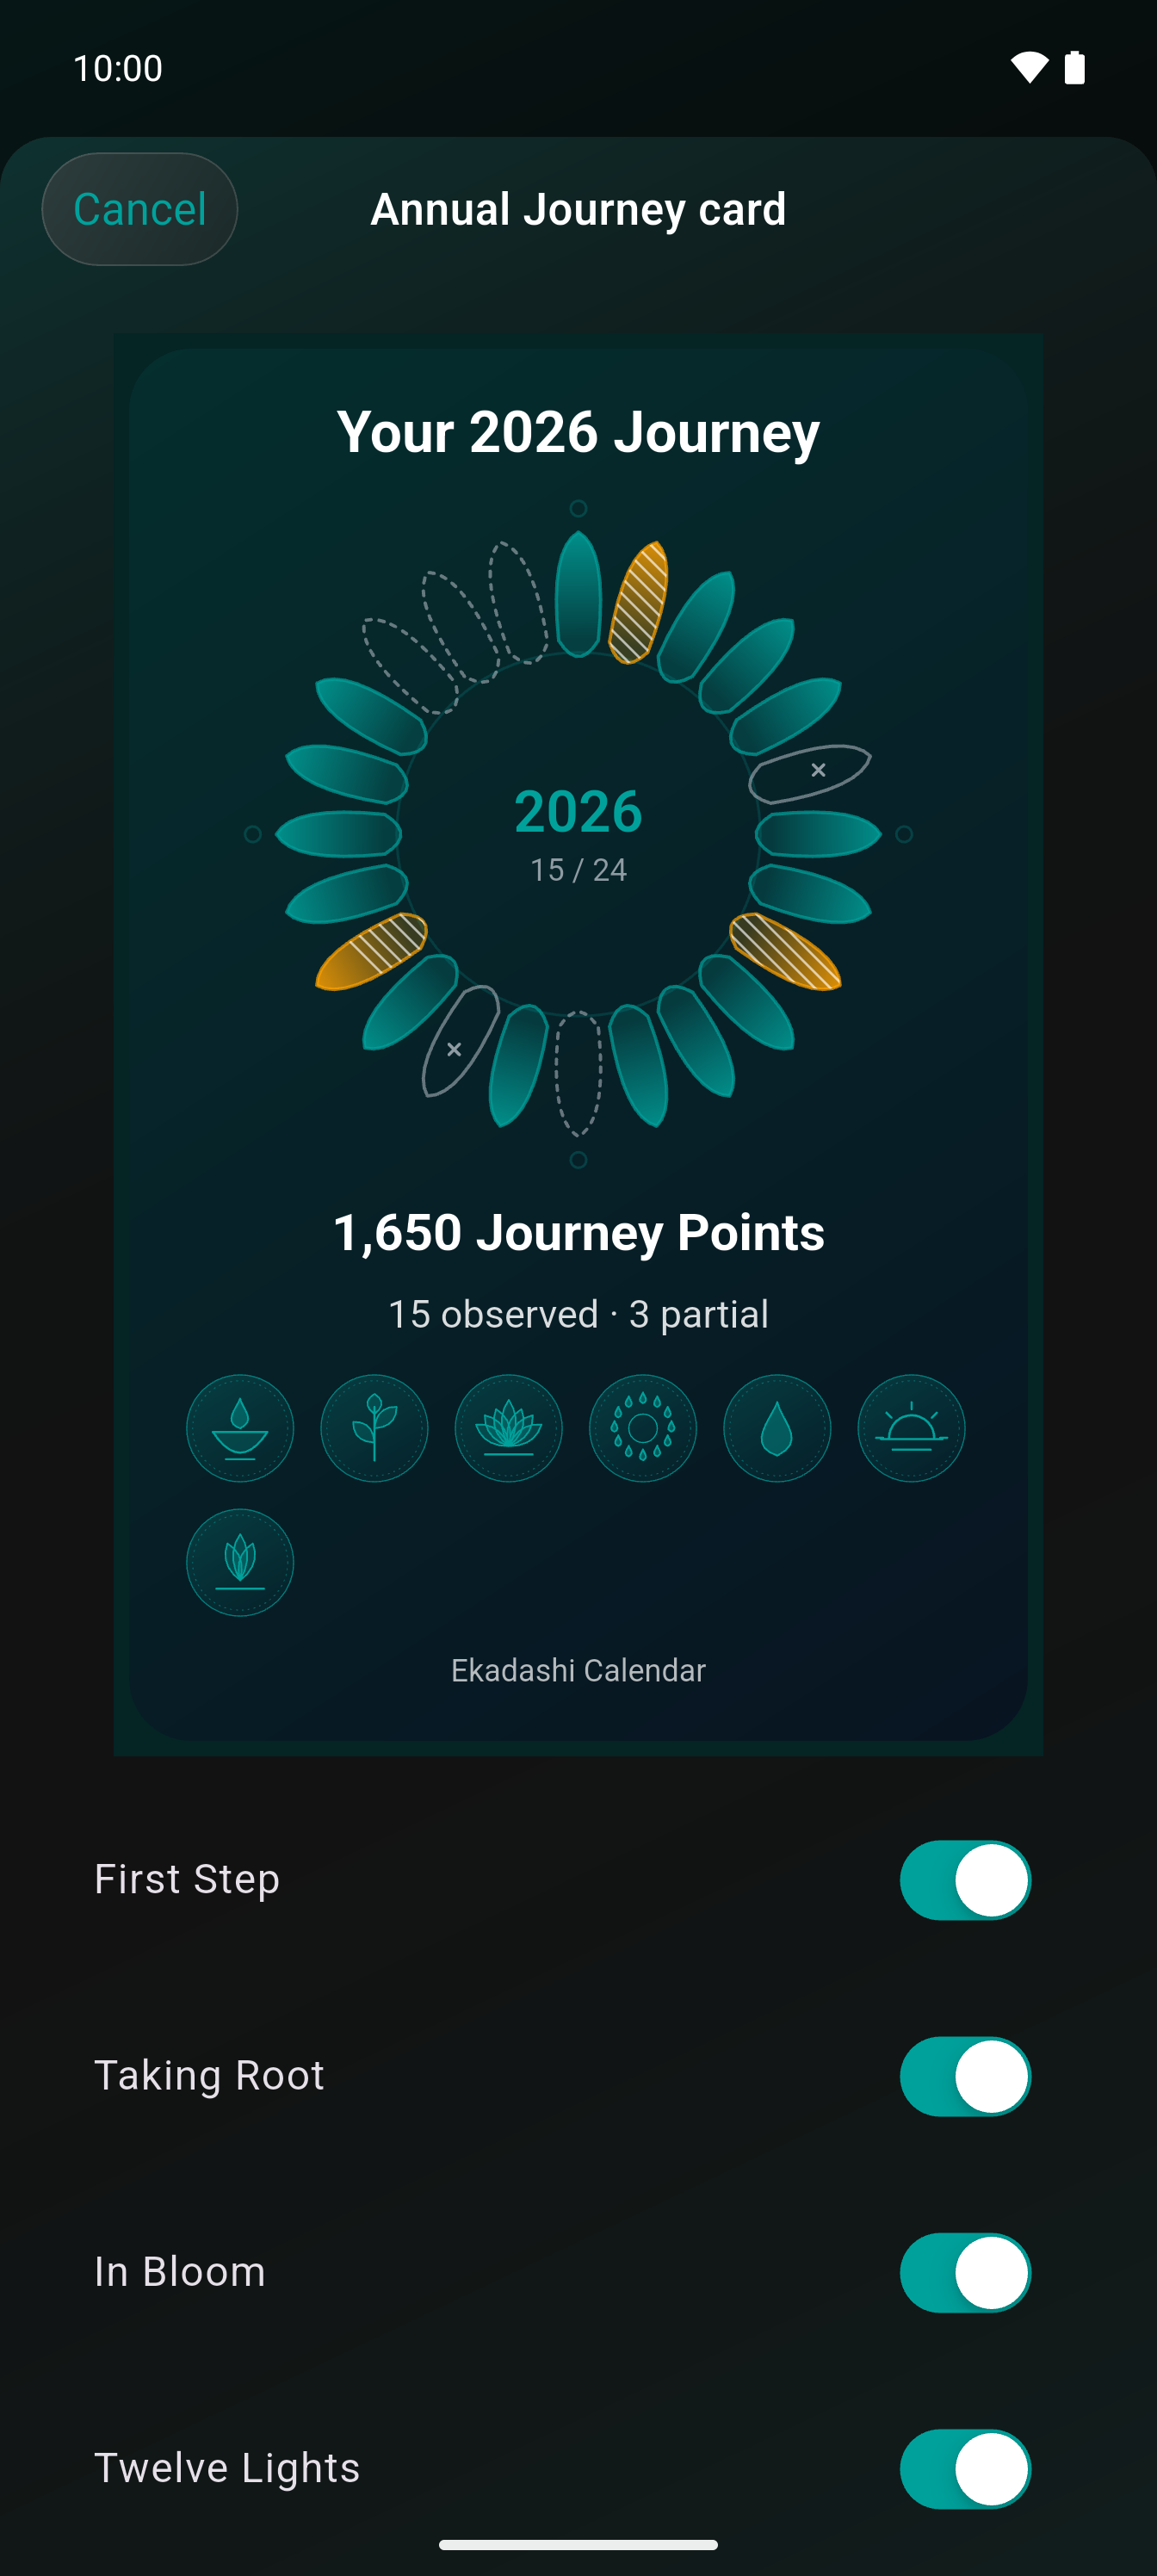 10:00
Cancel
Annual Journey card
Your 2026 Journey
2026
15 / 24
1,650 Journey Points
15 observed · 3 partial
Ekadashi Calendar
First Step
Taking Root
In Bloom
Twelve Lights